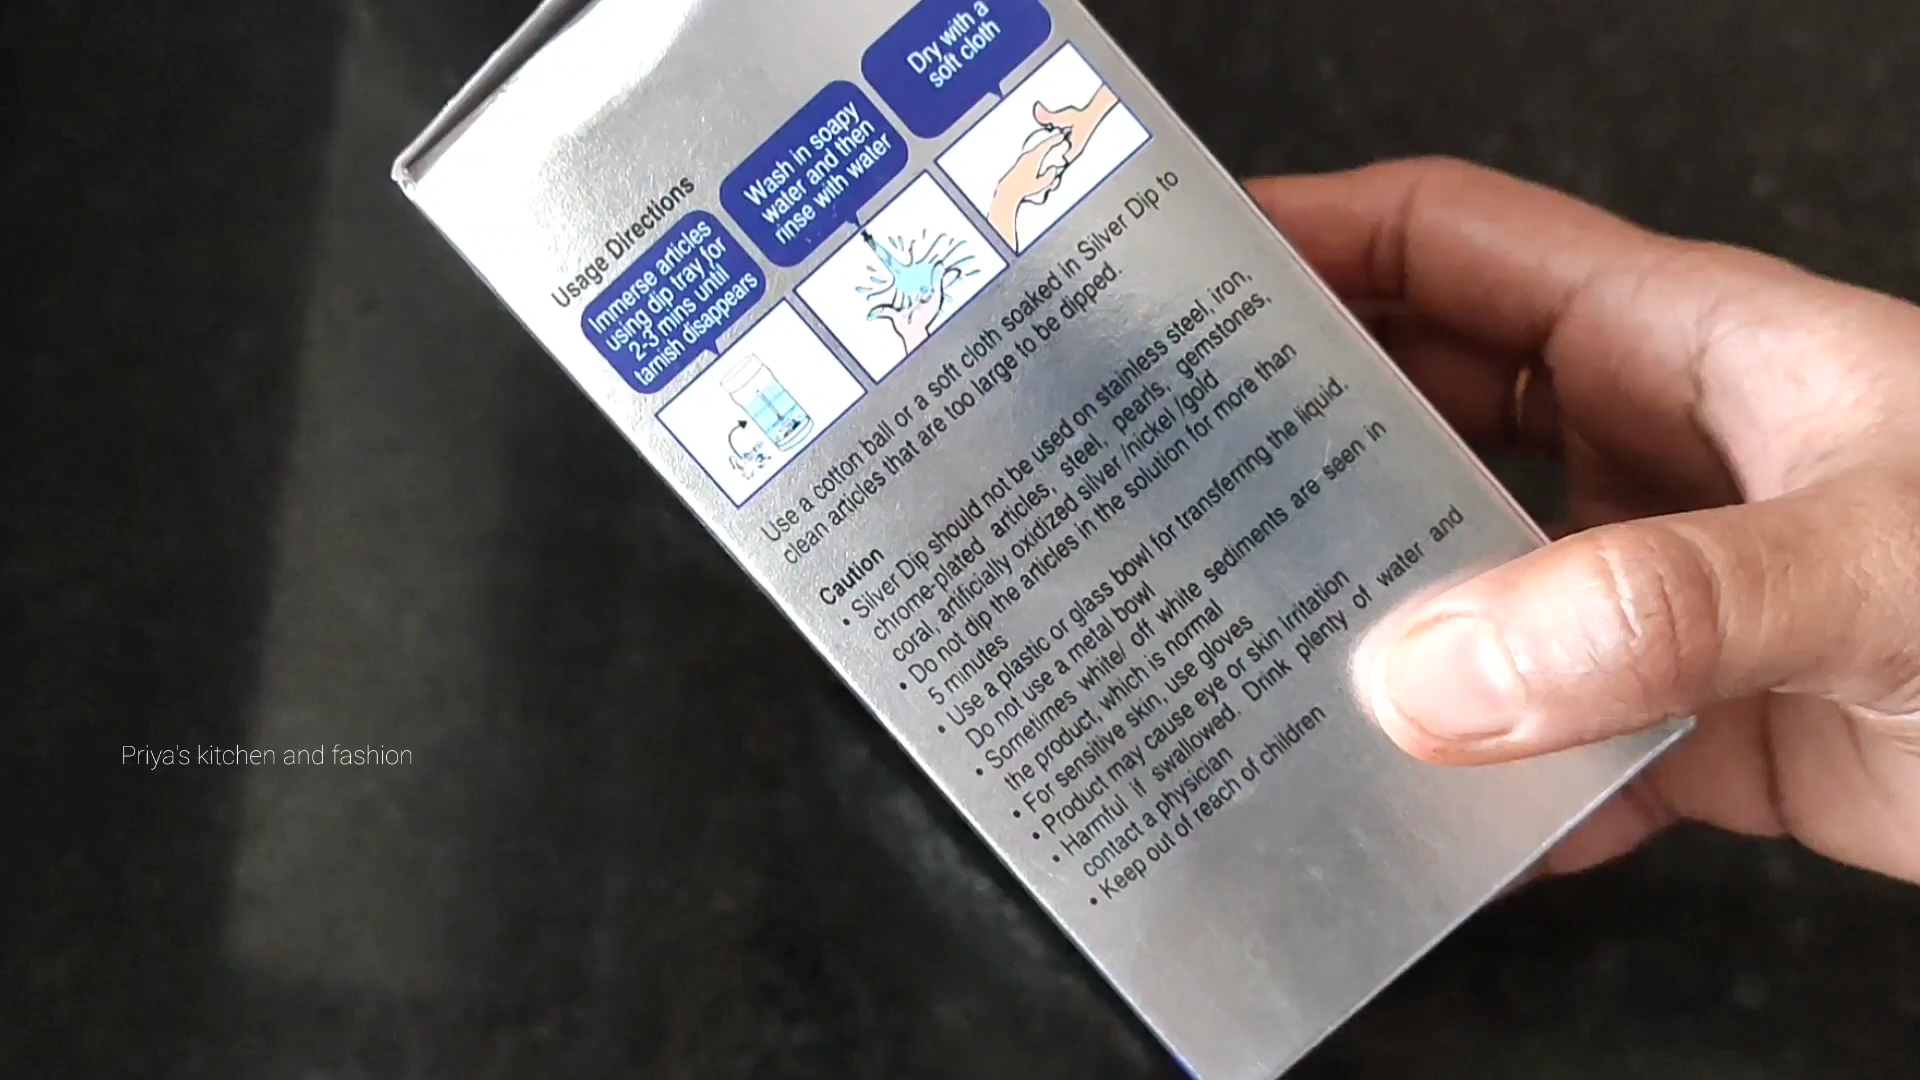 Usage Directions
Immerse articles
using dip tray for
2-3 mins until
tarnish disappears
Wash in soapy
water and then
rinse with water
Dry with a
soft cloth
Use a cotton ball or a soft cloth soaked in Silver Dip to
clean articles that are too large to be dipped.
Caution
• Silver Dip should not be used on stainless steel, iron,
chrome-plated articles, steel, pearls, gemstones,
coral, artificially oxidized silver /nickel /gold
• Do not dip the articles in the solution for more than
5 minutes
• Use a plastic or glass bowl for transferring the liquid.
Do not use a metal bowl
• Sometimes white/ off white sediments are seen in
the product, which is normal
• For sensitive skin, use gloves
• Product may cause eye or skin irritation
• Harmful if swallowed. Drink plenty of water and
contact a physician
• Keep out of reach of children
Priya's kitchen and fashion